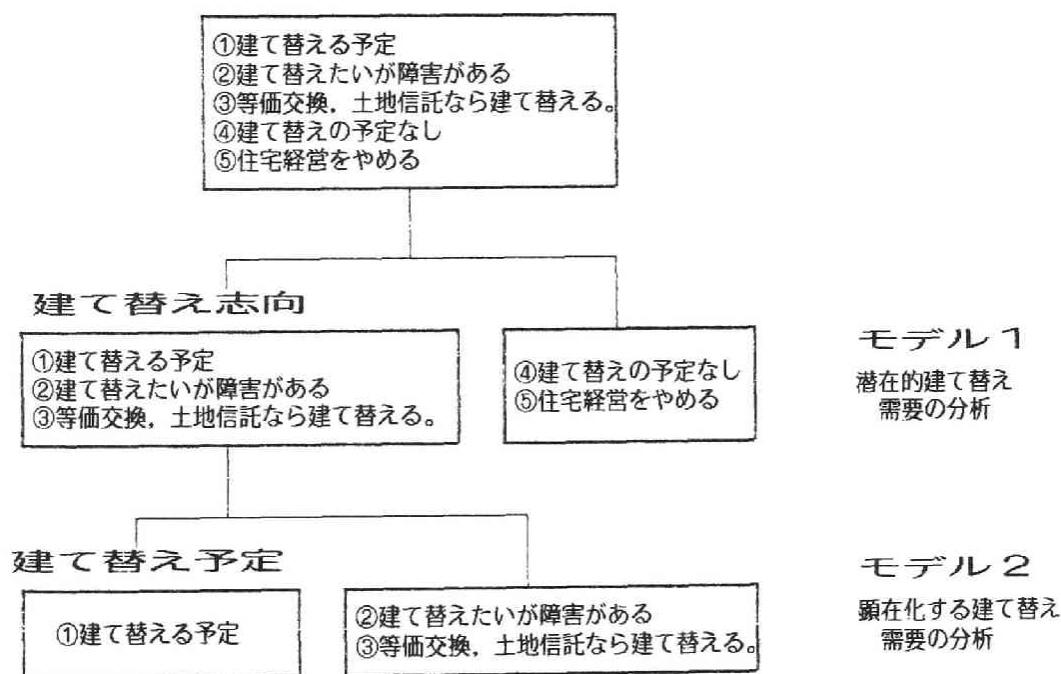 ①建て替える予定
②建て替えたいが障害がある
③等価交換，土地信託なら建て替える。
④建て替えの予定なし
⑤住宅経営をやめる
建て替え志向
①建て替える予定
②建て替えたいが障害がある
③等価交換，土地信託なら建て替える。
④建て替えの予定なし
⑤住宅経営をやめる
モデル１
潜在的建て替え
需要の分析
建て替え予定
①建て替える予定
②建て替えたいが障害がある
③等価交換，土地信託なら建て替える。
モデル２
顕在化する建て替え
需要の分析